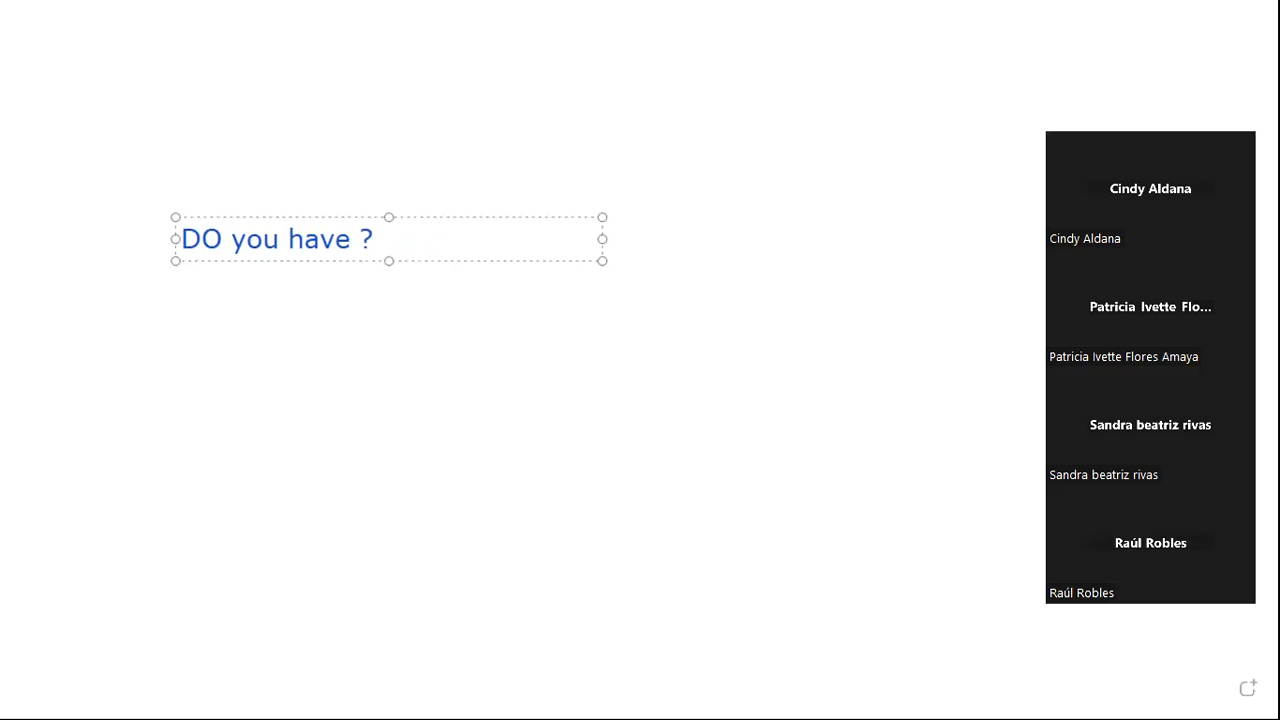 DO you have ?
Cindy Aldana
Cindy Aldana
Patricia Ivette Flo...
Patricia Ivette Flores Amaya
Sandra beatriz rivas
Sandra beatriz rivas
Raúl Robles
Raúl Robles